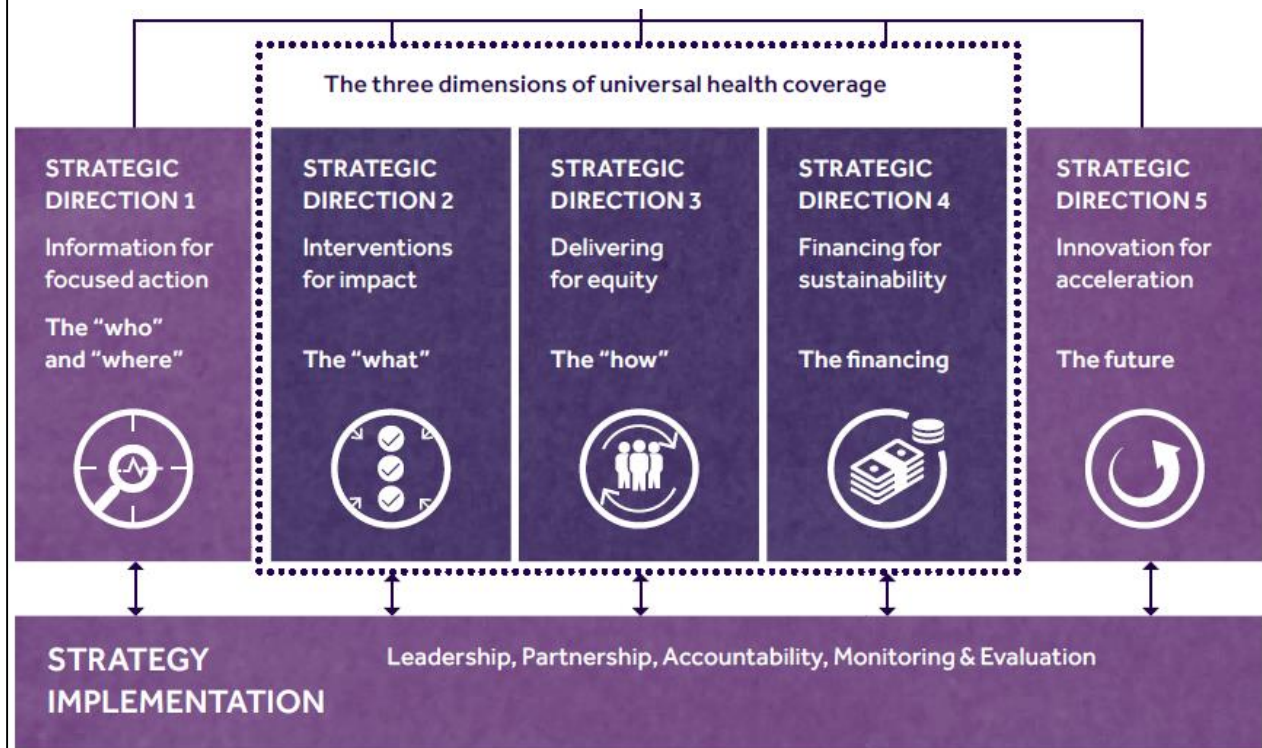 The three dimensions of universal health coverage
STRATEGIC
DIRECTION 1
Information for
focused action
The “who”
and “where”
STRATEGIC
DIRECTION 2
Interventions
for impact
The “what”
STRATEGIC
DIRECTION 3
Delivering
for equity
The “how”
STRATEGIC
DIRECTION 4
Financing for
sustainability
The financing
STRATEGIC
DIRECTION 5
Innovation for
acceleration
The future
STRATEGY
IMPLEMENTATION
Leadership, Partnership, Accountability, Monitoring & Evaluation